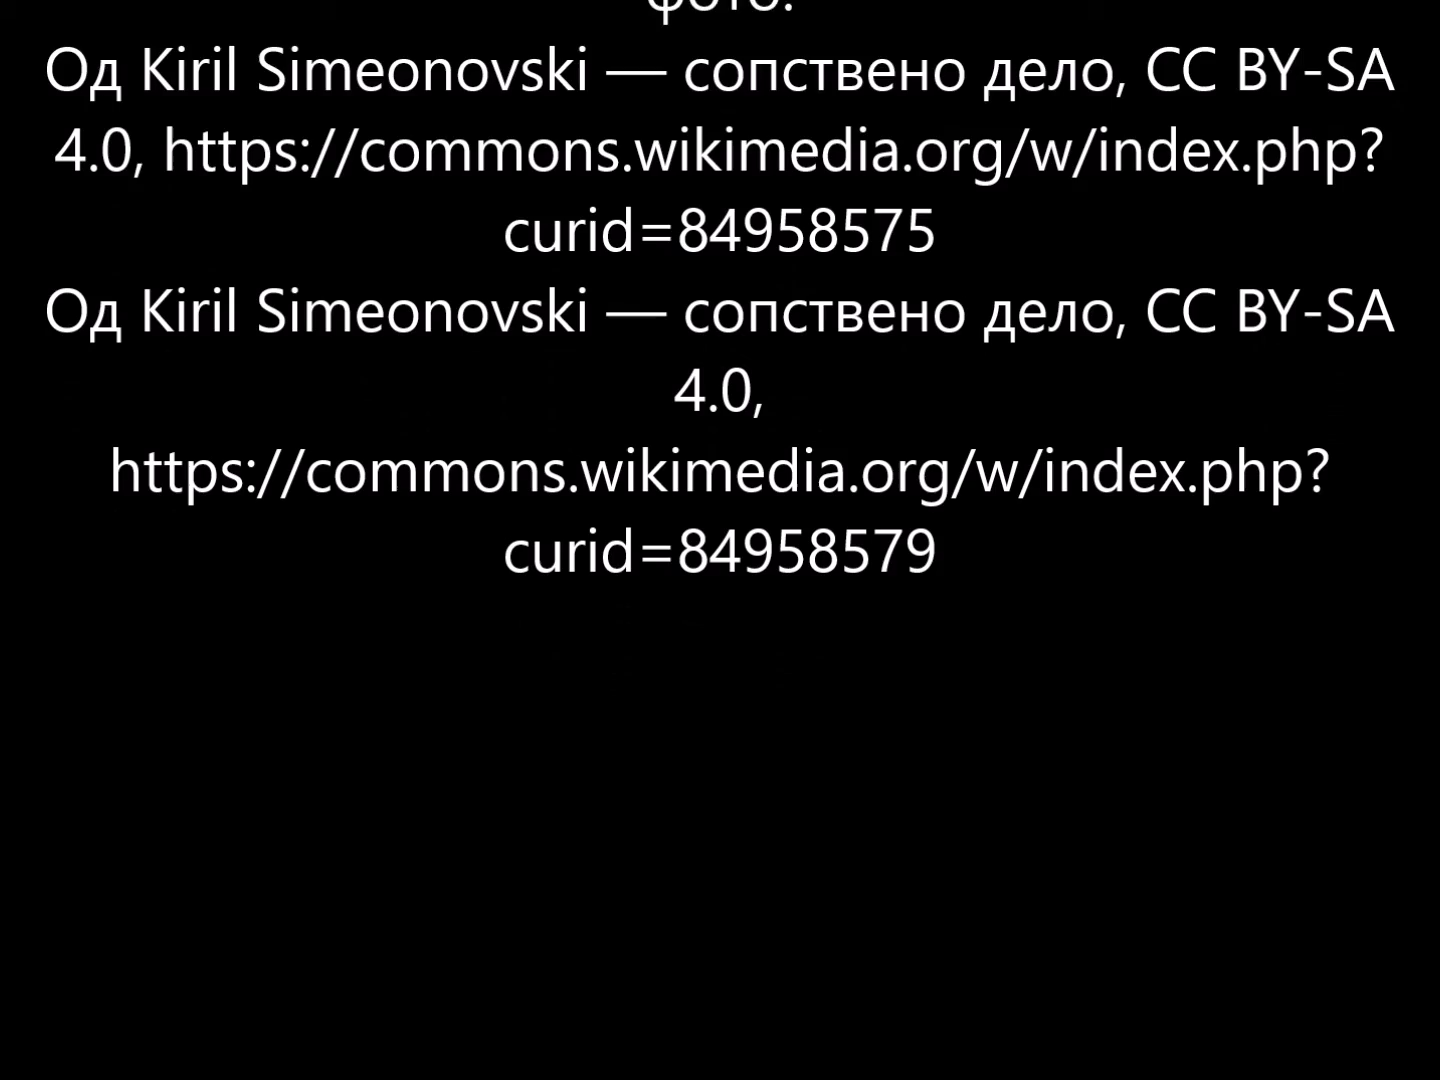 фото:
Од Kiril Simeonovski — сопствено дело, CC BY-SA
4.0, https://commons.wikimedia.org/w/index.php?
curid=84958575
Од Kiril Simeonovski — сопствено дело, CC BY-SA
4.0,
https://commons.wikimedia.org/w/index.php?
curid=84958579